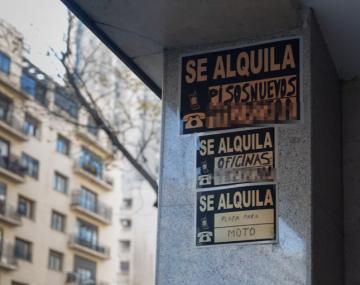 SE ALQUILA
PISOS NUEVOS
SE ALQUILA
OFICINAS
SE ALQUILA
PLAZA PARA
MOTO